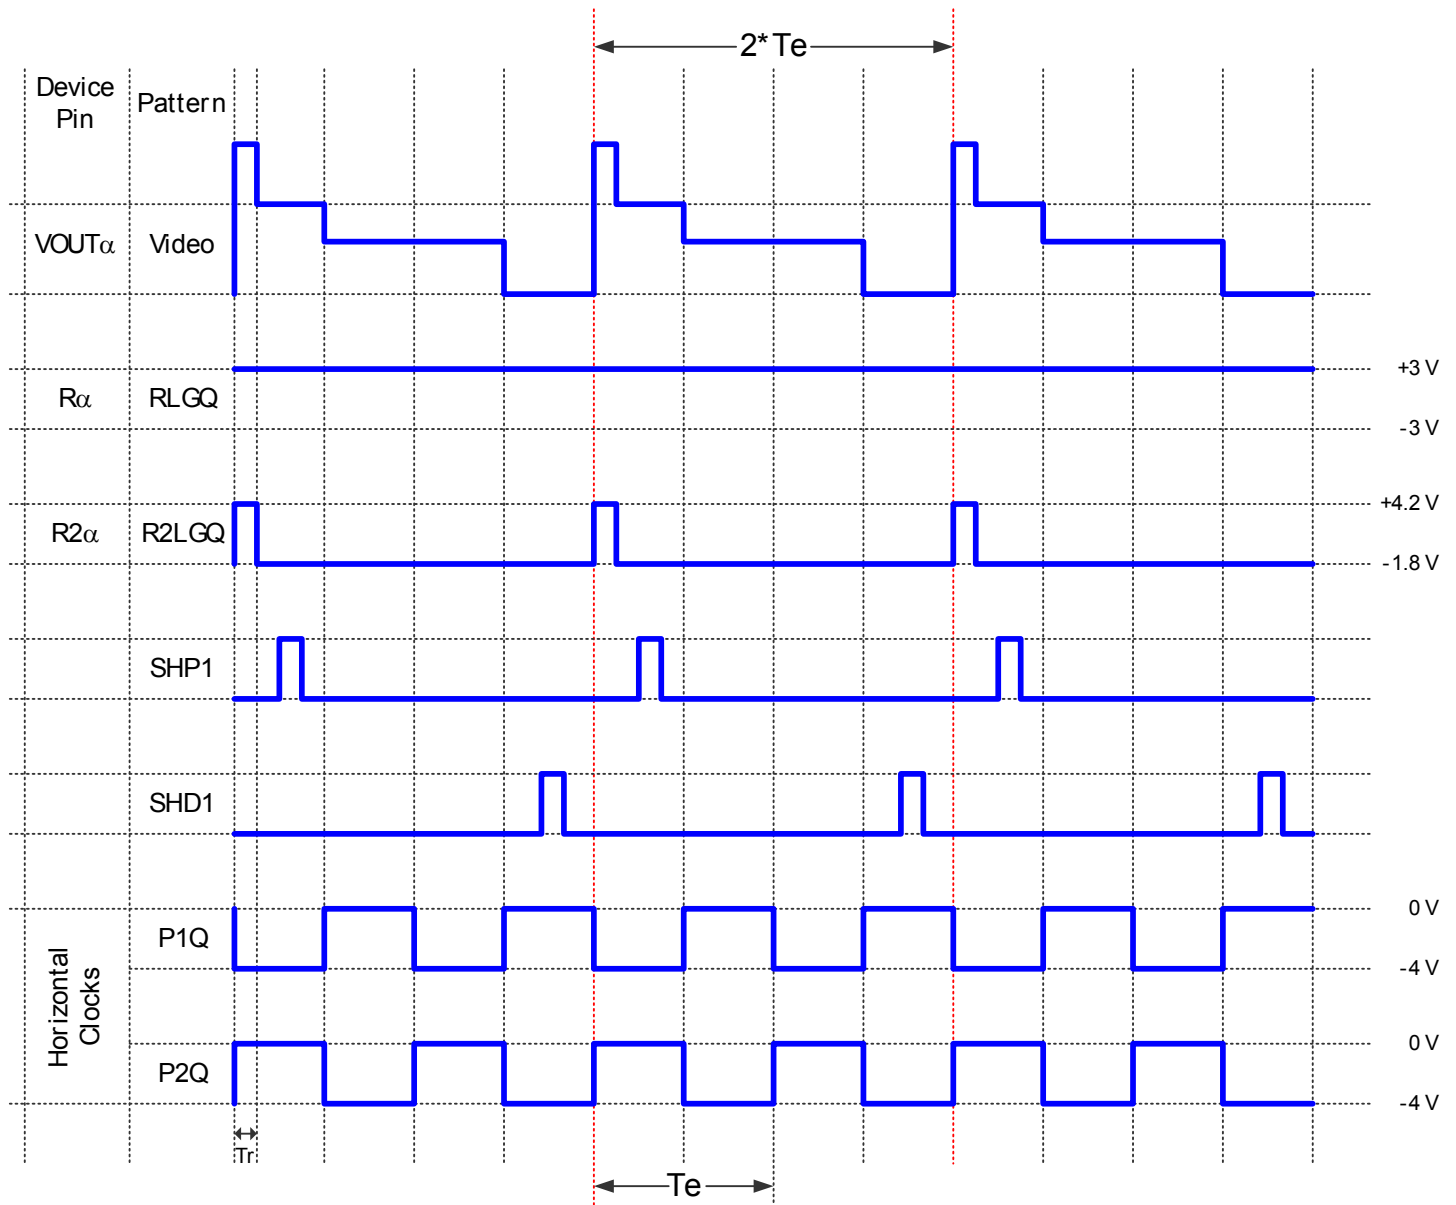 2* Te
Device
Pin
Pattern
VOUTα
Video
Rα
RLGQ
+3 V
-3 V
R2α
R2LGQ
+4.2 V
-1.8 V
SHP1
SHD1
Horizontal
Clocks
P1Q
0 V
-4 V
P2Q
0 V
-4 V
Tr
Te